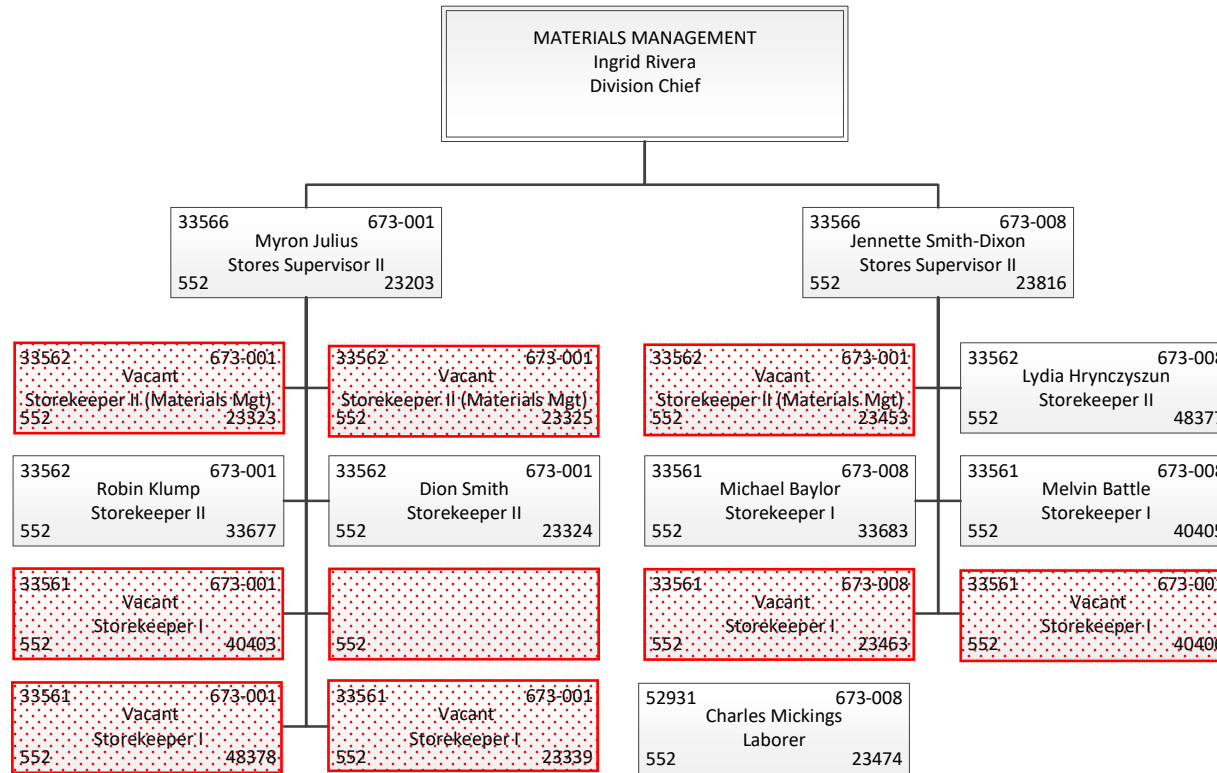 MATERIALS MANAGEMENT
Ingrid Rivera
Division Chief
33566 673-001
Myron Julius
Stores Supervisor II
552 23203
33566 673-008
Jennette Smith-Dixon
Stores Supervisor II
552 23816
33562 673-001
Vacant
Storekeeper II (Materials Mgt)
552 23323
33562 673-001
Vacant
Storekeeper II (Materials Mgt)
552 23325
33562 673-001
Vacant
Storekeeper II (Materials Mgt)
552 23453
33562
Lydia Hrynczyszun
Storekeeper II
552
33562 673-001
Robin Klump
Storekeeper II
552 33677
33562 673-001
Dion Smith
Storekeeper II
552 23324
33561 673-008
Michael Baylor
Storekeeper I
552 33683
33561
Melvin Battle
Storekeeper I
552
33561 673-001
Vacant
Storekeeper I
552 40403
552
33561 673-008
Vacant
Storekeeper I
552 23463
33561
Vacant
Storekeeper I
552
33561 673-001
Vacant
Storekeeper I
552 48378
33561 673-001
Vacant
Storekeeper I
552 23339
52931 673-008
Charles Mickings
Laborer
552 23474